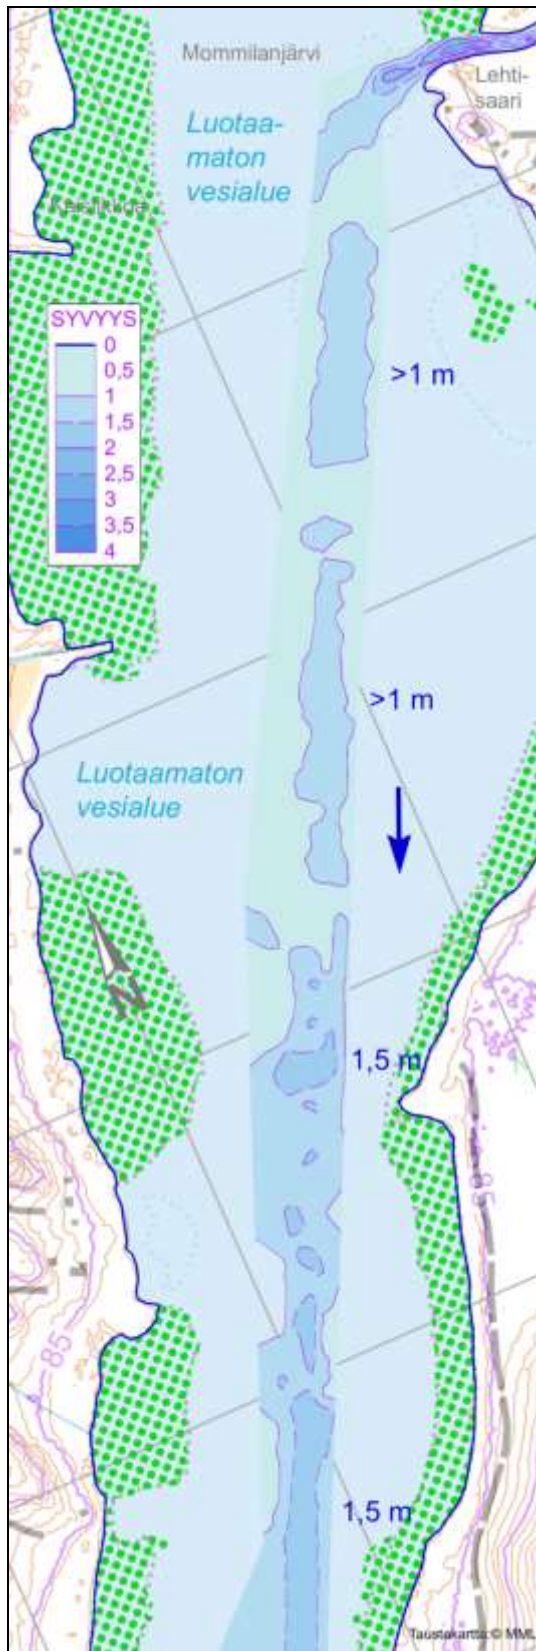 Mommilanjärvi
Lehti-
saari
Luotaa-
maton
vesialue
SYVYYS
0
0,5
1
1,5
2
2,5
3
3,5
4
>1 m
>1 m
Luotaamaton
vesialue
N
1,5 m
85
85
1,5 m
Taustakartta:© MML